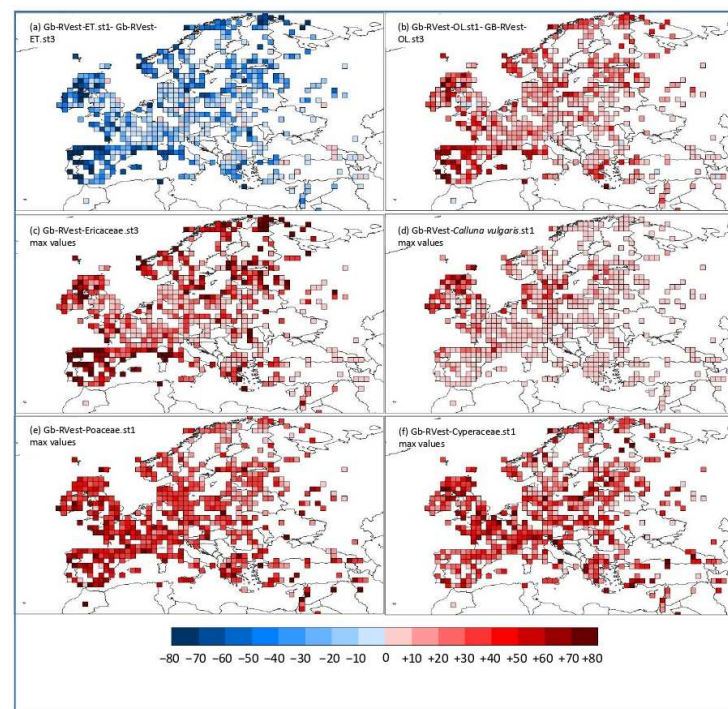 (a) Gb-RVest-ET.st1- Gb-RVest-
ET.st3
(b) Gb-RVest-OL.st1- GB-RVest-
OL.st3
(c) Gb-RVest-Ericaceae.st3
max values
(d) Gb-RVest-Calluna vulgaris.st1
max values
(e) Gb-RVest-Poaceae.st1
max values
(f) Gb-RVest-Cyperaceae.st1
max values
−80 −70 −60 −50 −40 −30 −20 −10 0 +10 +20 +30 +40 +50 +60 +70 +80